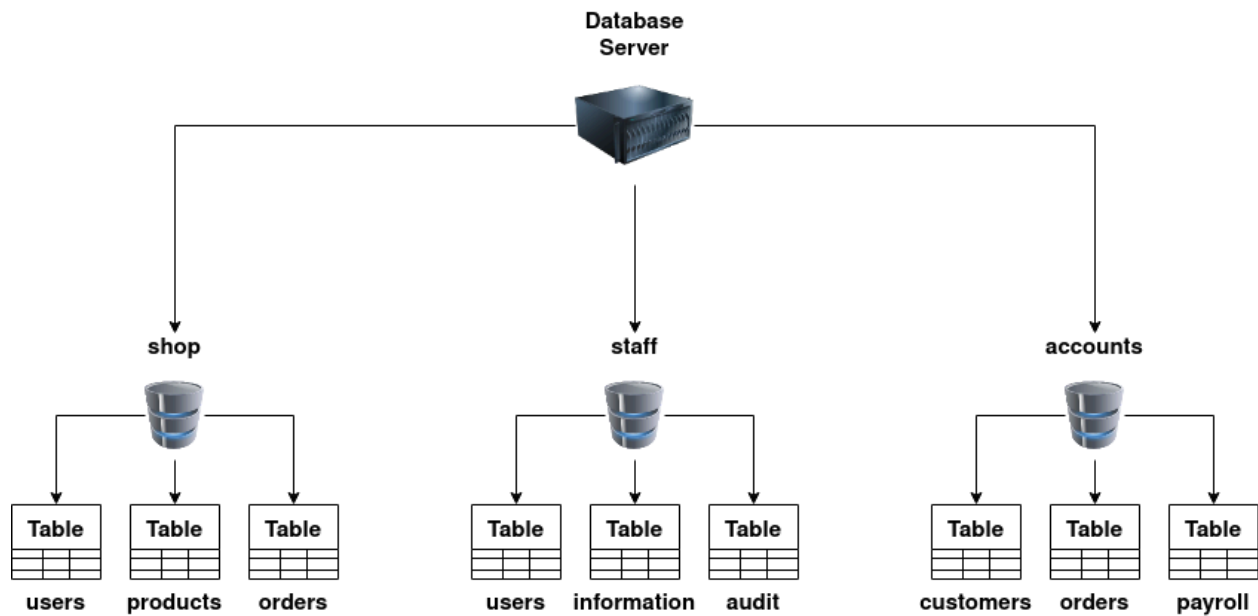 Database
Server
shop
staff
accounts
Table
Table
Table
Table
Table
Table
Table
Table
Table
users
products
orders
users
information
audit
customers
orders
payroll